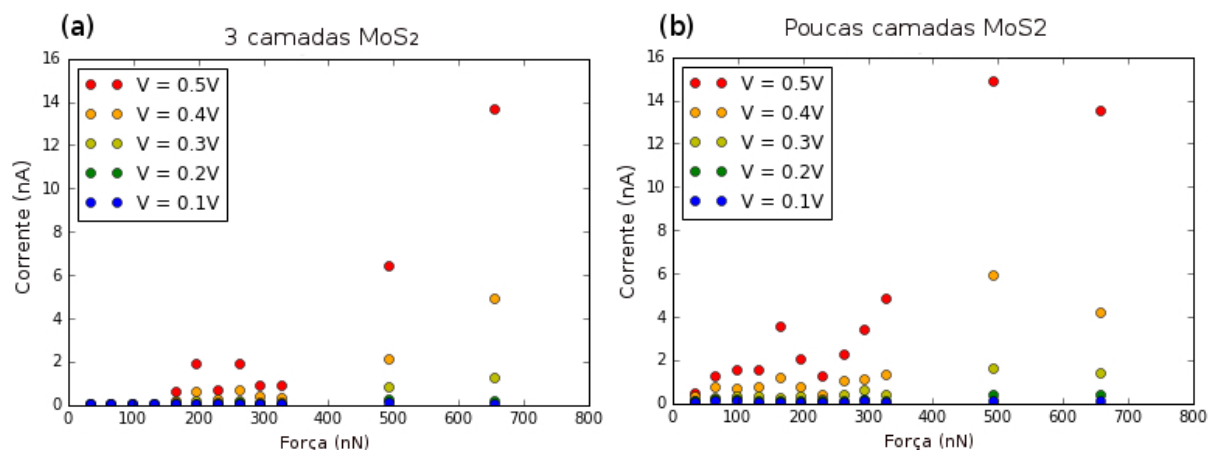 (a)
3 camadas MoS₂
16
14
12
10
8
6
4
2
0
0 100 200 300 400 500 600 700 800
Corrente (nA)
Força (nN)
V = 0.5V
V = 0.4V
V = 0.3V
V = 0.2V
V = 0.1V
(b)
Poucas camadas MoS2
16
14
12
10
8
6
4
2
0
0 100 200 300 400 500 600 700 800
Corrente (nA)
Força (nN)
V = 0.5V
V = 0.4V
V = 0.3V
V = 0.2V
V = 0.1V